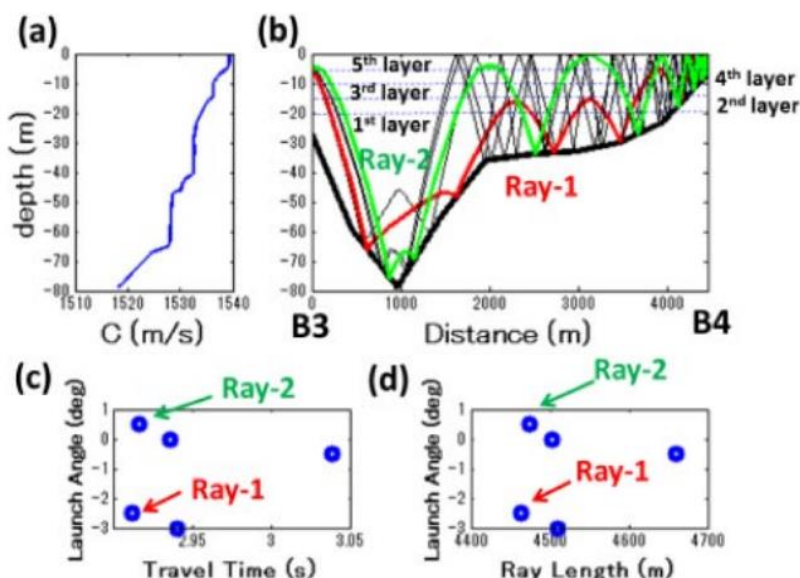 (a)
0
-10
-20
-30
-40
-50
-60
-70
-80
depth (m)
1510 1520 1530 1540
C (m/s)
(b)
0
-10
-20
-30
-40
-50
-60
-70
-80
5th layer
3rd layer
1st layer
4th layer
2nd layer
Ray-2
Ray-1
0 1000 2000 3000 4000
B3
Distance (m)
B4
(c)
Launch Angle (deg)
1
0
-1
-2
-3
Ray-2
Ray-1
2.95 3 3.05
Travel Time (s)
(d)
Launch Angle (deg)
1
0
-1
-2
-3
Ray-2
Ray-1
4400 4500 4600 4700
Ray Length (m)